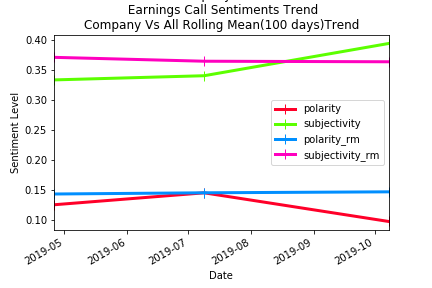 Earnings Call Sentiments Trend
Company Vs All Rolling Mean(100 days)Trend
Sentiment Level
0.40
0.35
0.30
0.25
0.20
0.15
0.10
polarity
subjectivity
polarity_rm
subjectivity_rm
2019-05
2019-06
2019-07
2019-08
2019-09
2019-10
Date